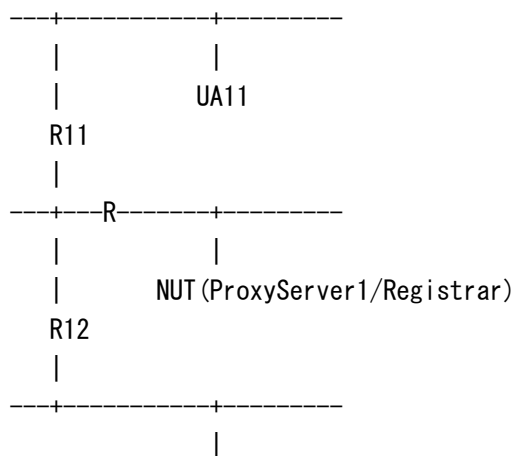 ---+-----------+---------
|           |
|         UA11
R11
|
---+---R-------+---------
|           |
|       NUT(ProxyServer1/Registrar)
R12
|
---+-----------+---------
|